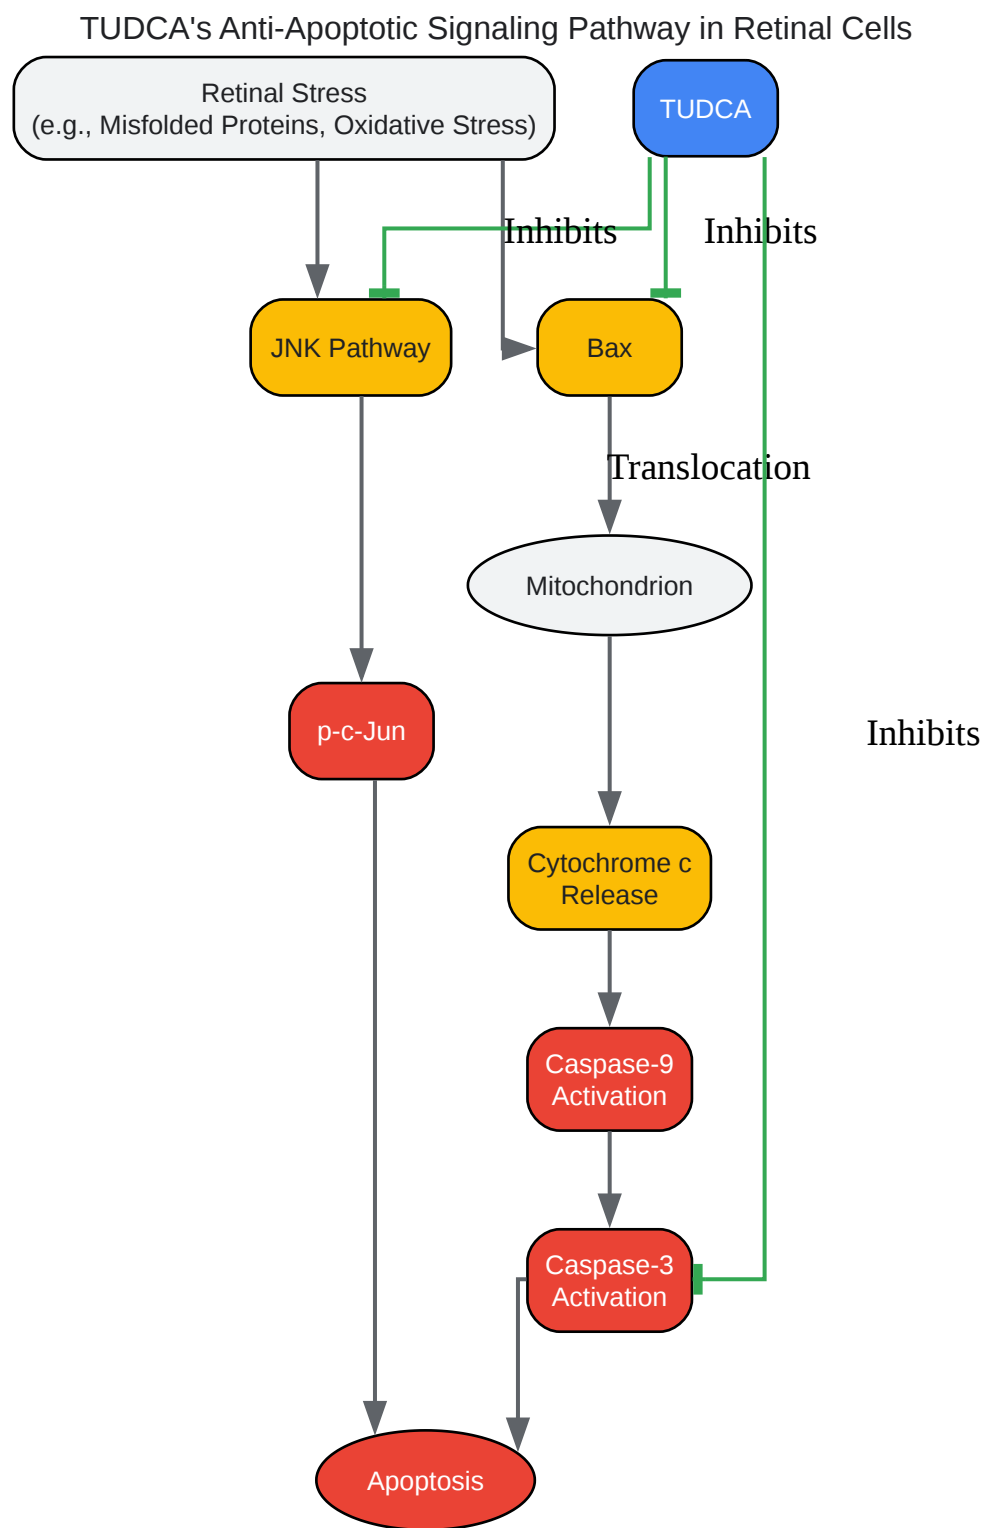 TUDCA's Anti-Apoptotic Signaling Pathway in Retinal Cells
Retinal Stress
(e.g., Misfolded Proteins, Oxidative Stress)
TUDCA
Inhibits
Inhibits
JNK Pathway
Bax
Translocation
Mitochondrion
p-c-Jun
Inhibits
Cytochrome c
Release
Caspase-9
Activation
Caspase-3
Activation
Apoptosis